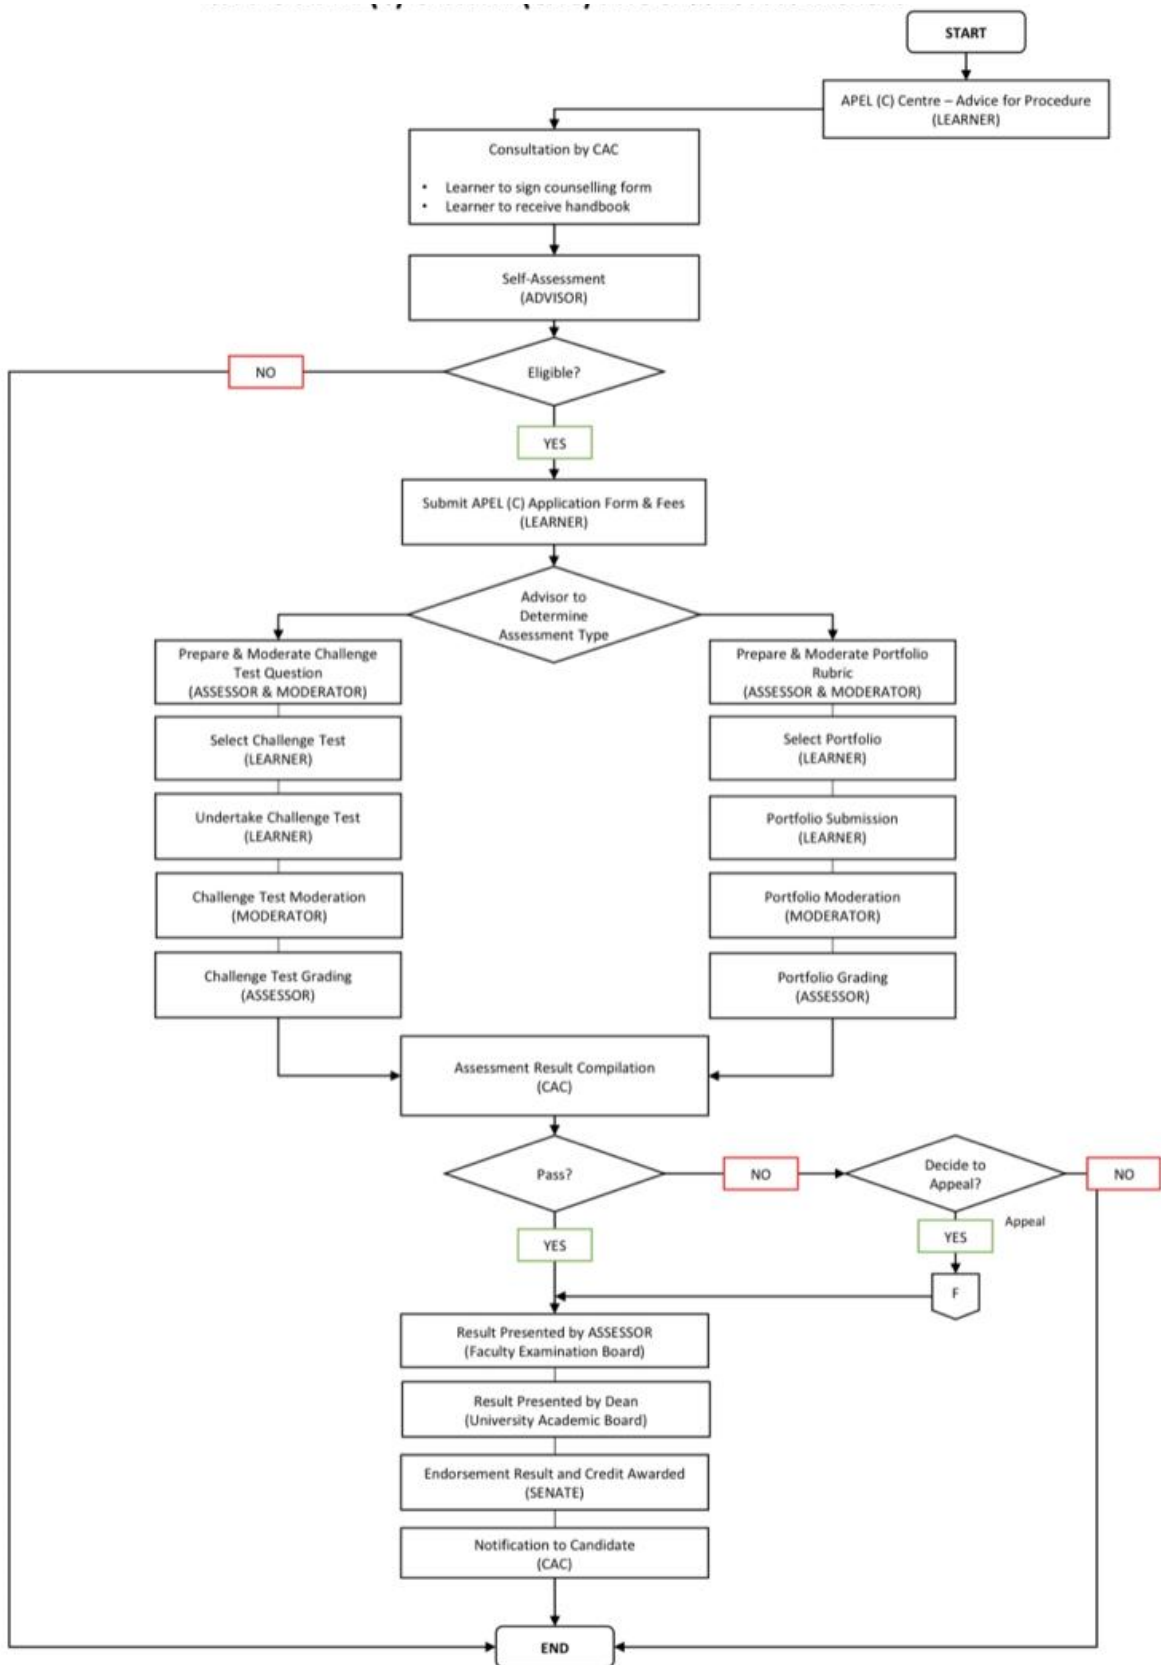 START
APEL (C) Centre – Advice for Procedure
(LEARNER)
Consultation by CAC
• Learner to sign counselling form
• Learner to receive handbook
Self-Assessment
(ADVISOR)
NO
Eligible?
YES
Submit APEL (C) Application Form & Fees
(LEARNER)
Advisor to
Determine
Assessment Type
Prepare & Moderate Challenge
Test Question
(ASSESSOR & MODERATOR)
Select Challenge Test
(LEARNER)
Undertake Challenge Test
(LEARNER)
Challenge Test Moderation
(MODERATOR)
Challenge Test Grading
(ASSESSOR)
Prepare & Moderate Portfolio
Rubric
(ASSESSOR & MODERATOR)
Select Portfolio
(LEARNER)
Portfolio Submission
(LEARNER)
Portfolio Moderation
(MODERATOR)
Portfolio Grading
(ASSESSOR)
Assessment Result Compilation
(CAC)
Pass?
NO
Decide to
Appeal?
NO
YES
YES
Appeal
F
Result Presented by ASSESSOR
(Faculty Examination Board)
Result Presented by Dean
(University Academic Board)
Endorsement Result and Credit Awarded
(SENATE)
Notification to Candidate
(CAC)
END